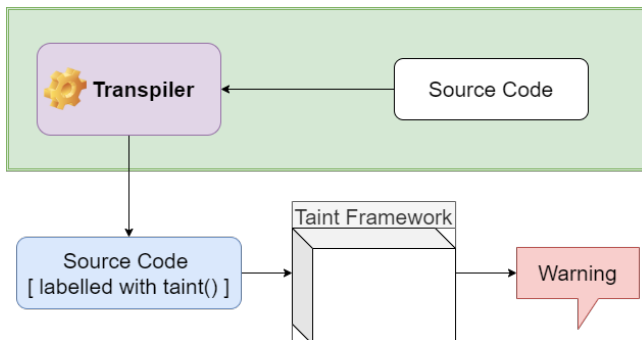 Transpiler
Source Code
Taint Framework
Source Code
[ labelled with taint() ]
Warning